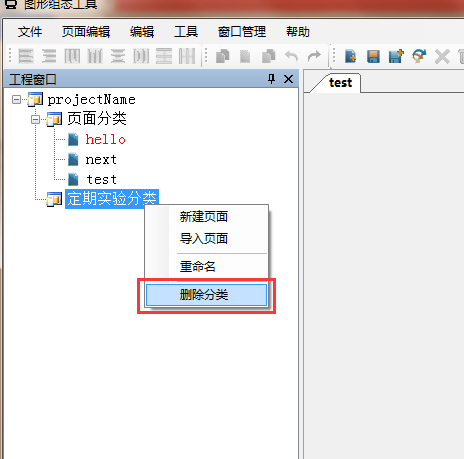 图形组态工具
文件 页面编辑 编辑 工具 窗口管理 帮助
工程窗口
test
projectName
页面分类
hello
next
test
定期实验分类
新建页面
导入页面
重命名
删除分类